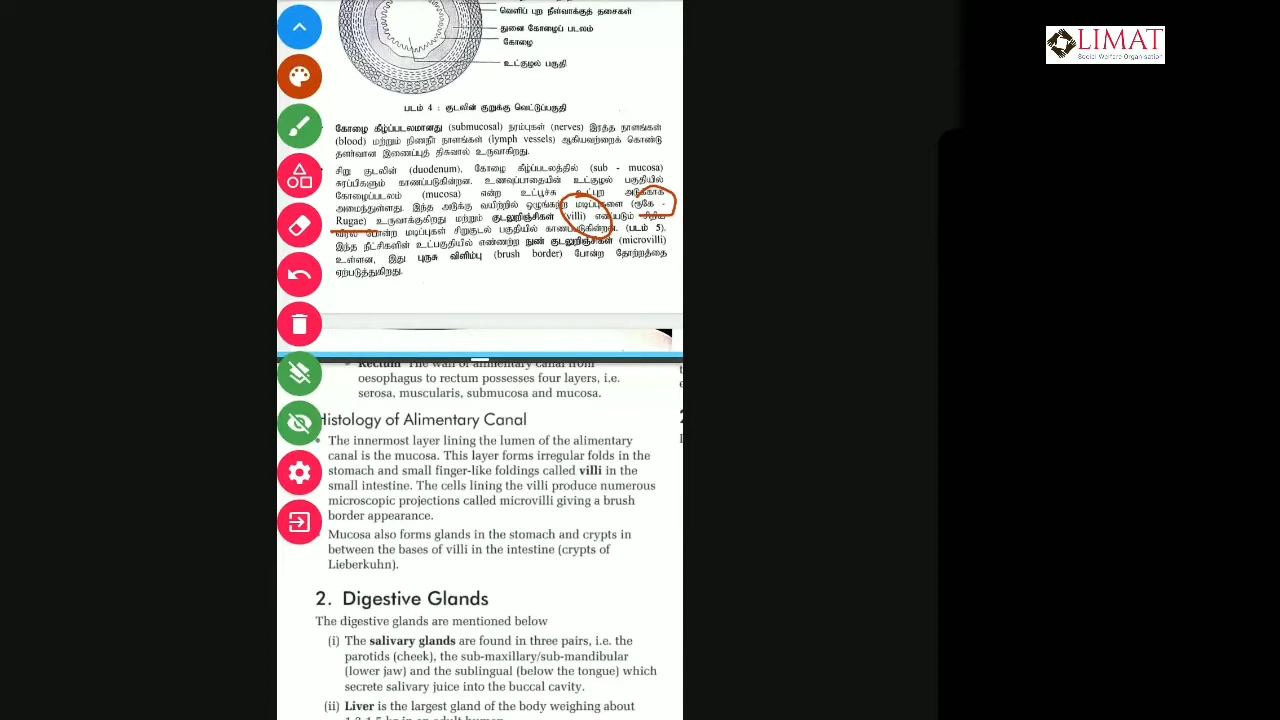 வெளிப் புற நீள்வாக்குத் தசைகள்
துனை கோழைப் படலம்
கோழை
உட்குழல் பகுதி
படம் 4 : குடலின் குறுக்கு வெட்டுப்பகுதி
கோழை கீழ்ப்படலமானது (submucosal) நரம்புகள் (nerves) இரத்த நாளங்கள்
(blood) மற்றும் நிணநீர் நாளங்கள் (lymph vessels) ஆகியவற்றைக் கொண்டு
தளர்வான இணைப்புத் திசுவால் உருவாகிறது.
சிறு குடலின் (duodenum), கோழை கீழ்ப்படலத்தில் (sub - mucosa)
சுரப்பிகளும் காணப்படுகின்றன. உணவுப்பாதையின் உட்குழல் பகுதியில்
கோழைப்படலம் (mucosa) என்ற உட்பூச்சு உட்புற அடுக்காக
அமைந்துள்ளது. இந்த அடுக்கு வயிற்றில் ஒழுங்கற்ற மடிப்புகளை (ரூகே -
Rugae) உருவாக்குகிறது மற்றும் குடலுறிஞ்சிகள் (villi) எனப்படும் சிறிய
விரல் போன்ற மடிப்புகள் சிறுகுடல் பகுதியில் காணப்படுகின்றன. (படம் 5).
இந்த நீட்சிகளின் உட்பகுதியில் எண்ணற்ற நுண் குடலுறிஞ்சிகள் (microvilli)
உள்ளன, இது புருசு விளிம்பு (brush border) போன்ற தோற்றத்தை
ஏற்படுத்துகிறது.
Rectum The wall of alimentary canal from
oesophagus to rectum possesses four layers, i.e.
serosa, muscularis, submucosa and mucosa.
Histology of Alimentary Canal
The innermost layer lining the lumen of the alimentary
canal is the mucosa. This layer forms irregular folds in the
stomach and small finger-like foldings called villi in the
small intestine. The cells lining the villi produce numerous
microscopic projections called microvilli giving a brush
border appearance.
Mucosa also forms glands in the stomach and crypts in
between the bases of villi in the intestine (crypts of
Lieberkuhn).
2. Digestive Glands
The digestive glands are mentioned below
(i) The salivary glands are found in three pairs, i.e. the
parotids (cheek), the sub-maxillary/sub-mandibular
(lower jaw) and the sublingual (below the tongue) which
secrete salivary juice into the buccal cavity.
(ii) Liver is the largest gland of the body weighing about
LIMAT
Social Welfare Organisation